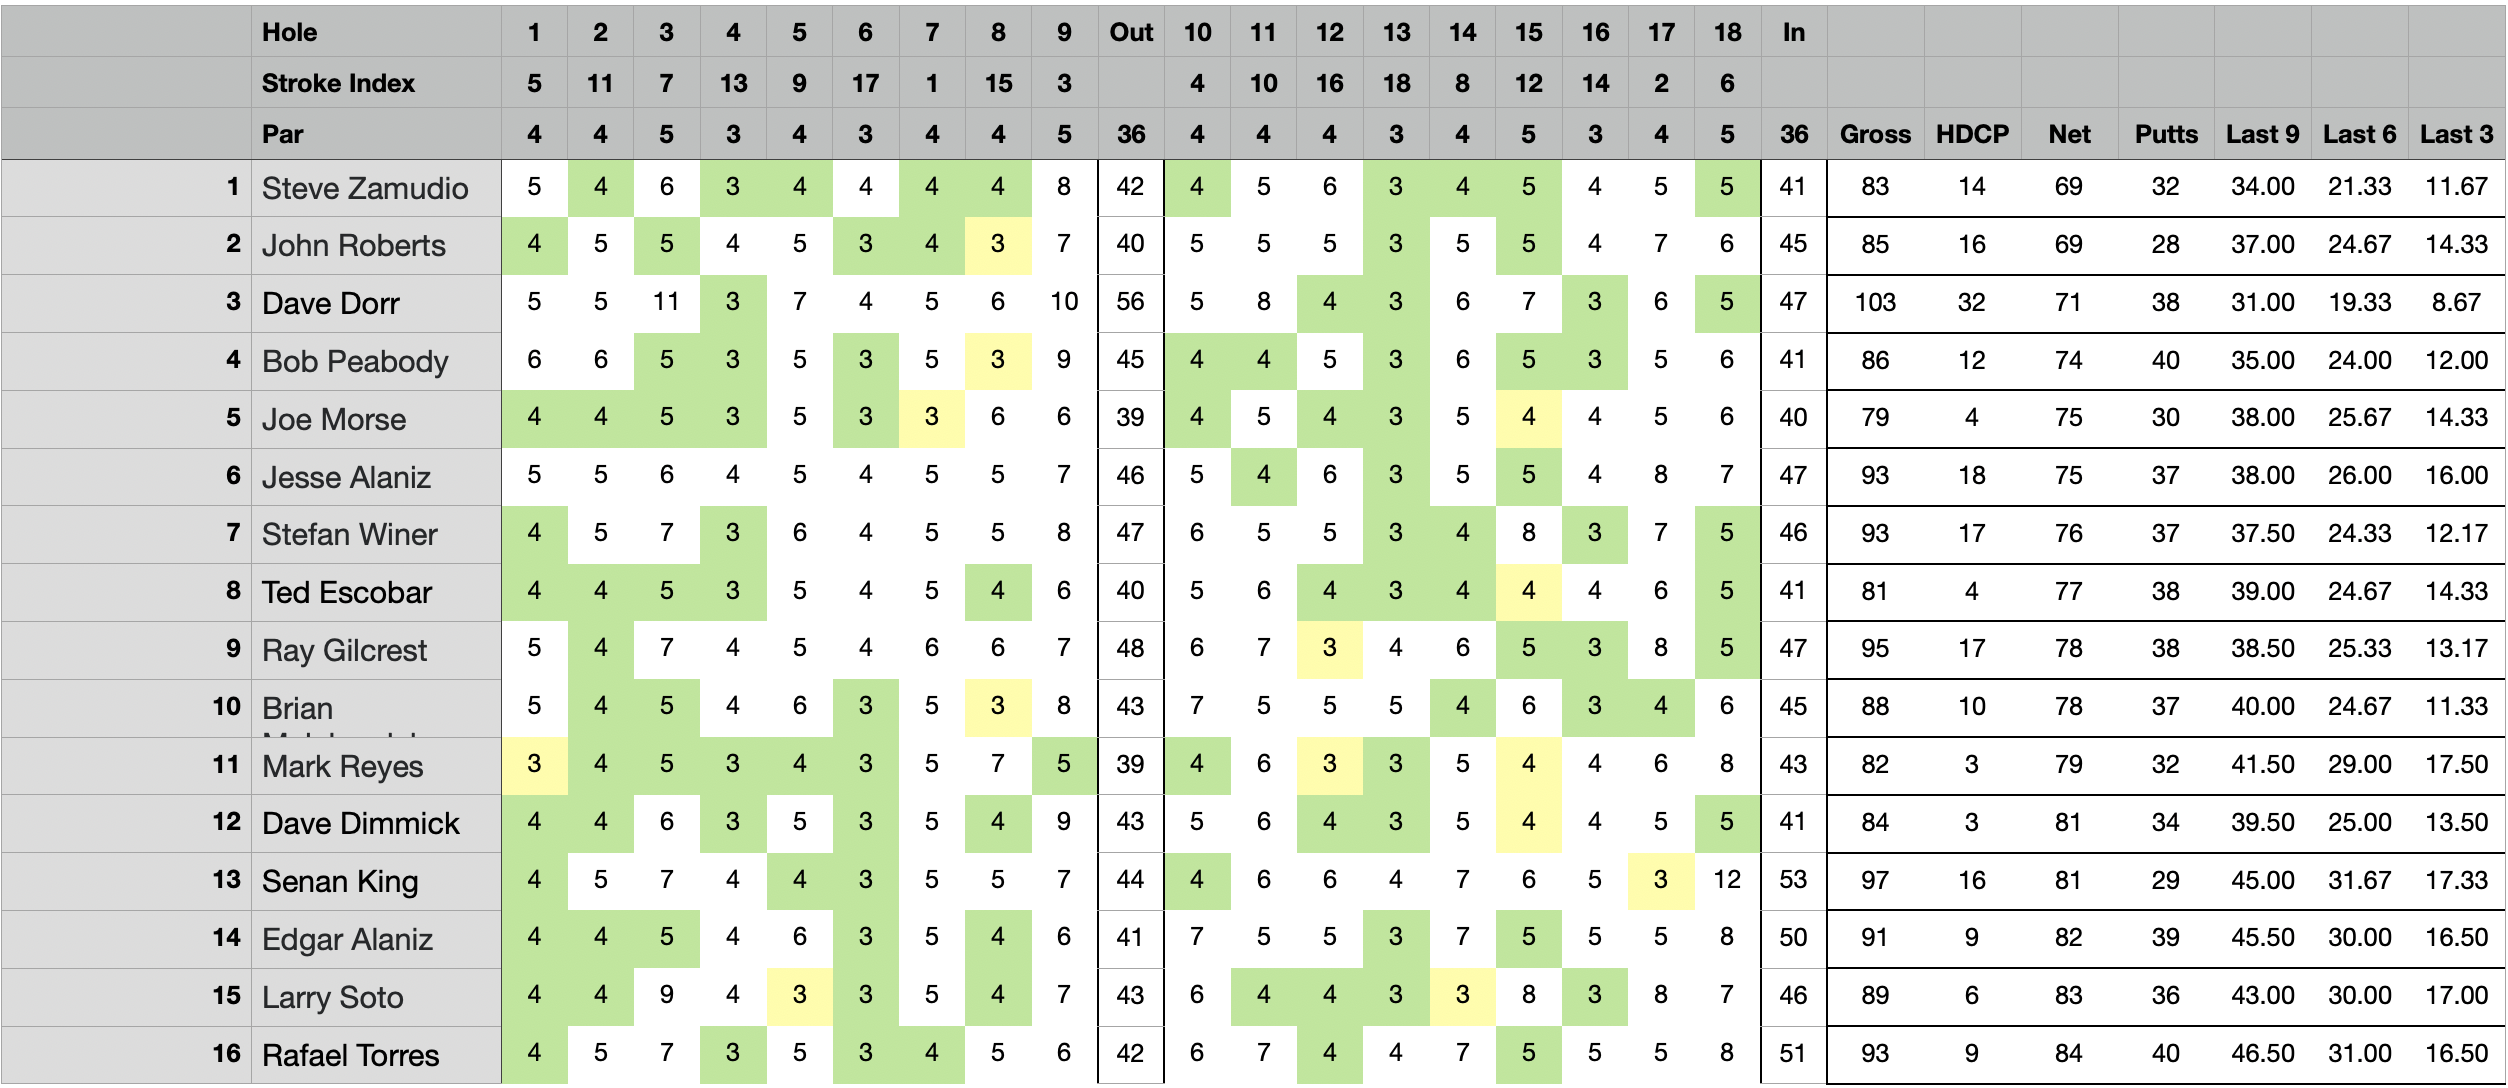 Hole 1 2 3 4 5 6 7 8 9 Out 10 11 12 13 14 15 16 17 18 In
Stroke Index 5 11 7 13 9 17 1 15 3 4 10 16 18 8 12 14 2 6
Par 4 4 5 3 4 3 4 4 5 36 4 4 4 3 4 5 3 4 5 36 Gross HDCP Net Putts Last 9 Last 6 Last 3
1 Steve Zamudio 5 4 6 3 4 4 4 4 8 42 4 5 6 3 4 5 4 5 5 41 83 14 69 32 34.00 21.33 11.67
2 John Roberts 4 5 5 4 5 3 4 3 7 40 5 5 5 3 5 5 4 7 6 45 85 16 69 28 37.00 24.67 14.33
3 Dave Dorr 5 5 11 3 7 4 5 6 10 56 5 8 4 3 6 7 3 6 5 47 103 32 71 38 31.00 19.33 8.67
4 Bob Peabody 6 6 5 3 5 3 5 3 9 45 4 4 5 3 6 5 3 5 6 41 86 12 74 40 35.00 24.00 12.00
5 Joe Morse 4 4 5 3 5 3 3 6 6 39 4 5 4 3 5 4 4 5 6 40 79 4 75 30 38.00 25.67 14.33
6 Jesse Alaniz 5 5 6 4 5 4 5 5 7 46 5 4 6 3 5 5 4 8 7 47 93 18 75 37 38.00 26.00 16.00
7 Stefan Winer 4 5 7 3 6 4 5 5 8 47 6 5 5 3 4 8 3 7 5 46 93 17 76 37 37.50 24.33 12.17
8 Ted Escobar 4 4 5 3 5 4 5 4 6 40 5 6 4 3 4 4 4 6 5 41 81 4 77 38 39.00 24.67 14.33
9 Ray Gilcrest 5 4 7 4 5 4 6 6 7 48 6 7 3 4 6 5 3 8 5 47 95 17 78 38 38.50 25.33 13.17
10 Brian 5 4 5 4 6 3 5 3 8 43 7 5 5 5 4 6 3 4 6 45 88 10 78 37 40.00 24.67 11.33
11 Mark Reyes 3 4 5 3 4 3 5 7 5 39 4 6 3 3 5 4 4 6 8 43 82 3 79 32 41.50 29.00 17.50
12 Dave Dimmick 4 4 6 3 5 3 5 4 9 43 5 6 4 3 5 4 4 5 5 41 84 3 81 34 39.50 25.00 13.50
13 Senan King 4 5 7 4 4 3 5 5 7 44 4 6 6 4 7 6 5 3 12 53 97 16 81 29 45.00 31.67 17.33
14 Edgar Alaniz 4 4 5 4 6 3 5 4 6 41 7 5 5 3 7 5 5 5 8 50 91 9 82 39 45.50 30.00 16.50
15 Larry Soto 4 4 9 4 3 3 5 4 7 43 6 4 4 3 3 8 3 8 7 46 89 6 83 36 43.00 30.00 17.00
16 Rafael Torres 4 5 7 3 5 3 4 5 6 42 6 7 4 4 7 5 5 5 8 51 93 9 84 40 46.50 31.00 16.50